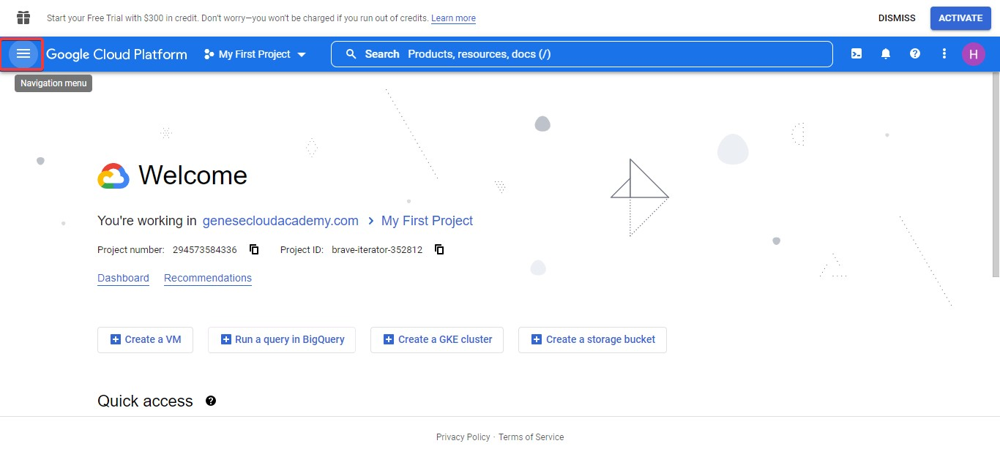 Start your Free Trial with $300 in credit. Don't worry—you won't be charged if you run out of credits. Learn more
DISMISS
ACTIVATE
Google Cloud Platform
My First Project
Search Products, resources, docs (/)
H
Navigation menu
Welcome
You're working in genesecloudacademy.com > My First Project
Project number: 294573584336
Project ID: brave-iterator-352812
Dashboard
Recommendations
Create a VM
Run a query in BigQuery
Create a GKE cluster
Create a storage bucket
Quick access
Privacy Policy · Terms of Service